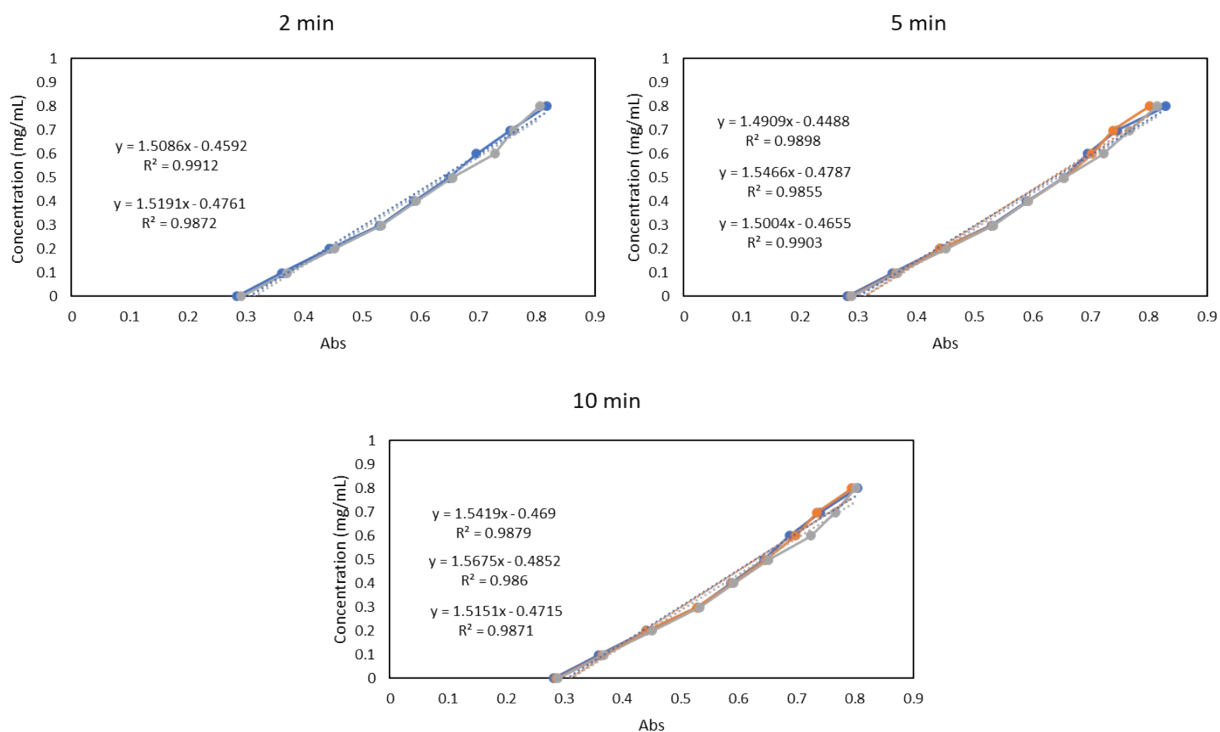 2 min
1
0.9
0.8
0.7
0.6
0.5
0.4
0.3
0.2
0.1
0
Concentration (mg/mL)
y = 1.5086x - 0.4592
R² = 0.9912
y = 1.5191x - 0.4761
R² = 0.9872
0 0.1 0.2 0.3 0.4 0.5 0.6 0.7 0.8 0.9
Abs
5 min
1
0.9
0.8
0.7
0.6
0.5
0.4
0.3
0.2
0.1
0
Concentration (mg/mL)
y = 1.4909x - 0.4488
R² = 0.9898
y = 1.5466x - 0.4787
R² = 0.9855
y = 1.5004x - 0.4655
R² = 0.9903
0 0.1 0.2 0.3 0.4 0.5 0.6 0.7 0.8 0.9
Abs
10 min
1
0.9
0.8
0.7
0.6
0.5
0.4
0.3
0.2
0.1
0
Concentration (mg/mL)
y = 1.5419x - 0.469
R² = 0.9879
y = 1.5675x - 0.4852
R² = 0.986
y = 1.5151x - 0.4715
R² = 0.9871
0 0.1 0.2 0.3 0.4 0.5 0.6 0.7 0.8 0.9
Abs